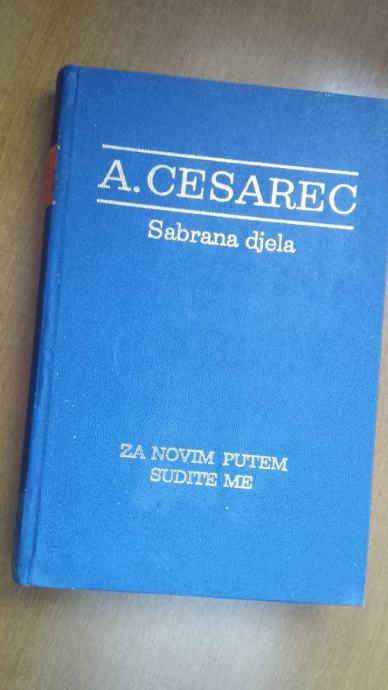 A. CESAREC
Sabrana djela
ZA NOVIM PUTEM
SUDITE ME